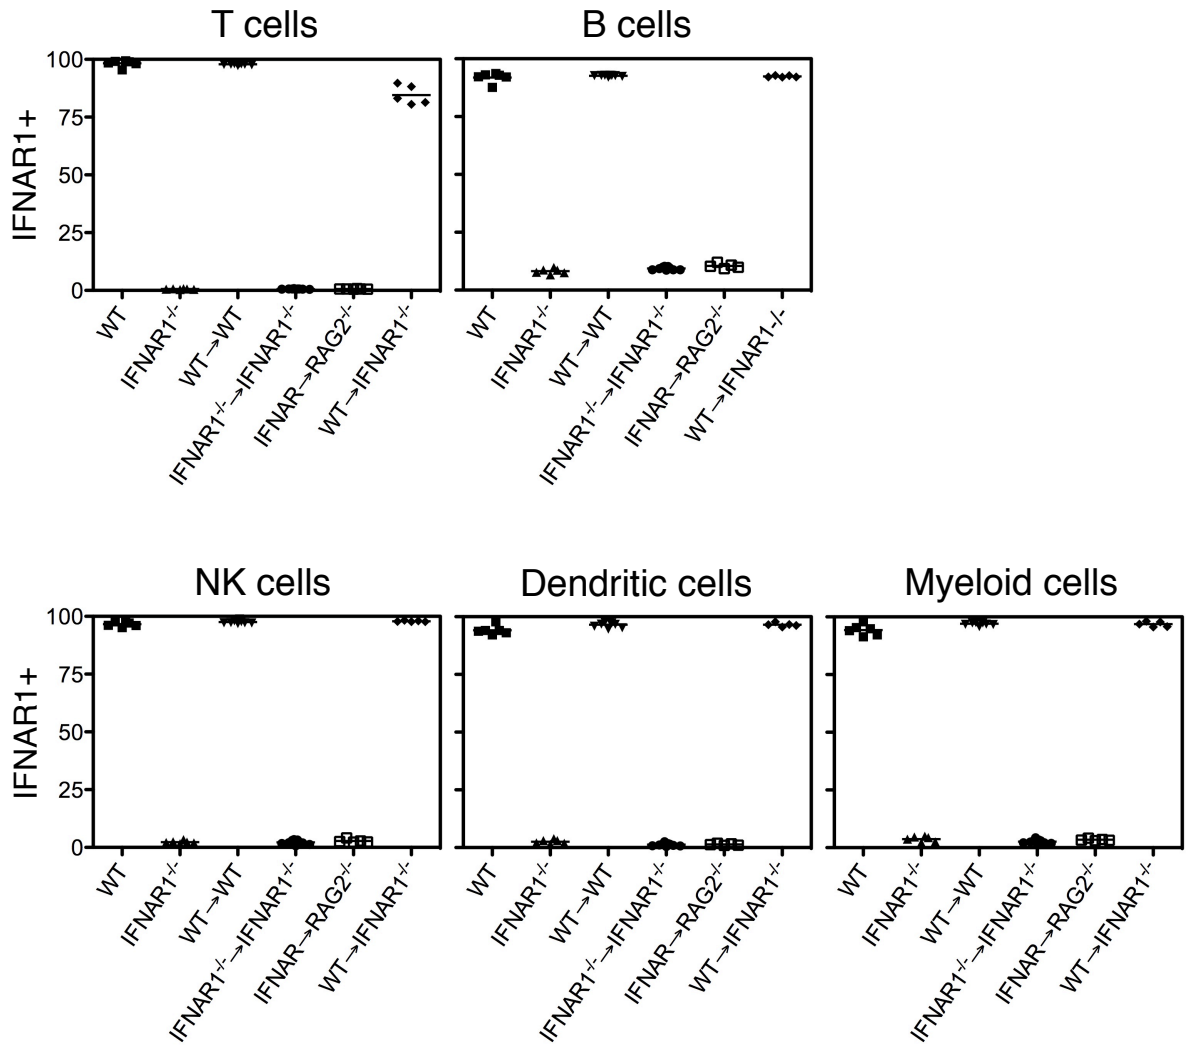 T cells
B cells
IFNAR1+
100
75
50
25
0
WT
IFNAR1-/-
WT→WT
IFNAR1-/-→IFNAR1-/-
IFNAR→RAG2-/-
WT→IFNAR1-/-
WT
IFNAR1-/-
WT→WT
IFNAR1-/-→IFNAR1-/-
IFNAR→RAG2-/-
WT→IFNAR1-/-
NK cells
Dendritic cells
Myeloid cells
IFNAR1+
100
75
50
25
0
WT
IFNAR1-/-
WT→WT
IFNAR1-/-→IFNAR1-/-
IFNAR→RAG2-/-
WT→IFNAR1-/-
WT
IFNAR1-/-
WT→WT
IFNAR1-/-→IFNAR1-/-
IFNAR→RAG2-/-
WT→IFNAR1-/-
WT
IFNAR1-/-
WT→WT
IFNAR1-/-→IFNAR1-/-
IFNAR→RAG2-/-
WT→IFNAR1-/-